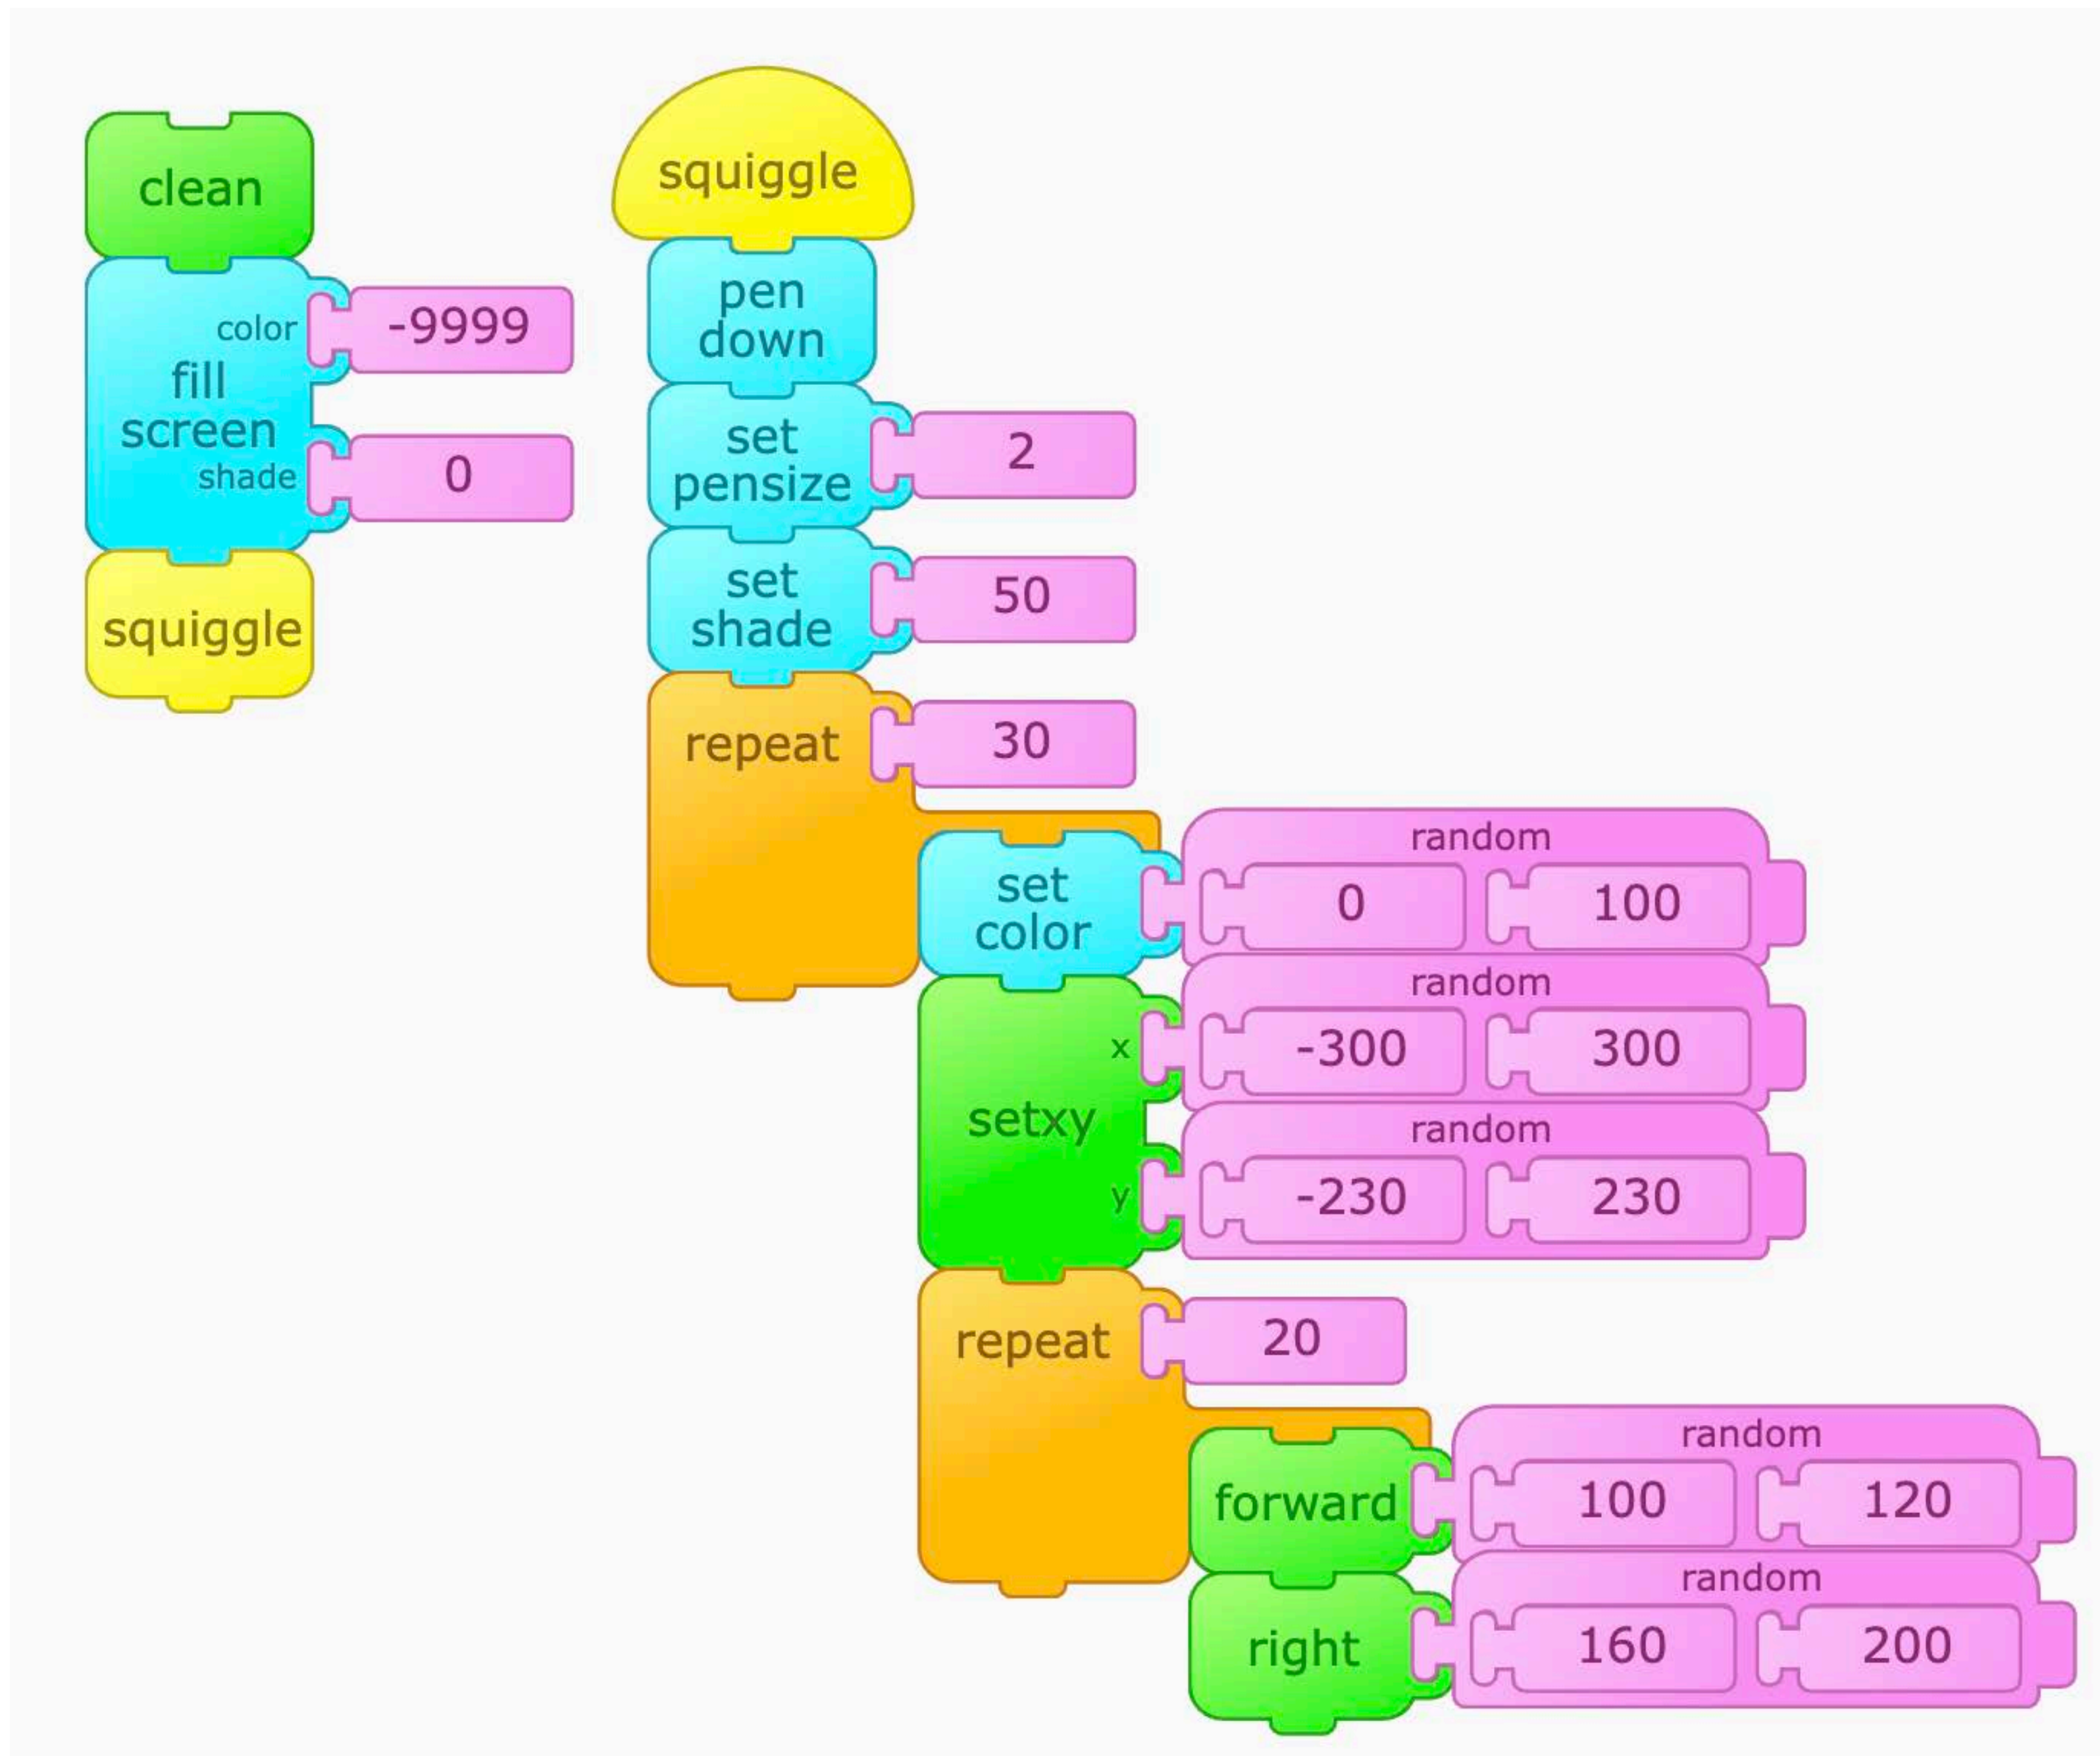 clean
color -9999
fill
screen
shade 0
squiggle
squiggle
pen
down
set
pensize 2
set
shade 50
repeat 30
random
set
color 0 100
random
x -300 300
setxy
random
y -230 230
repeat 20
random
forward 100 120
random
right 160 200